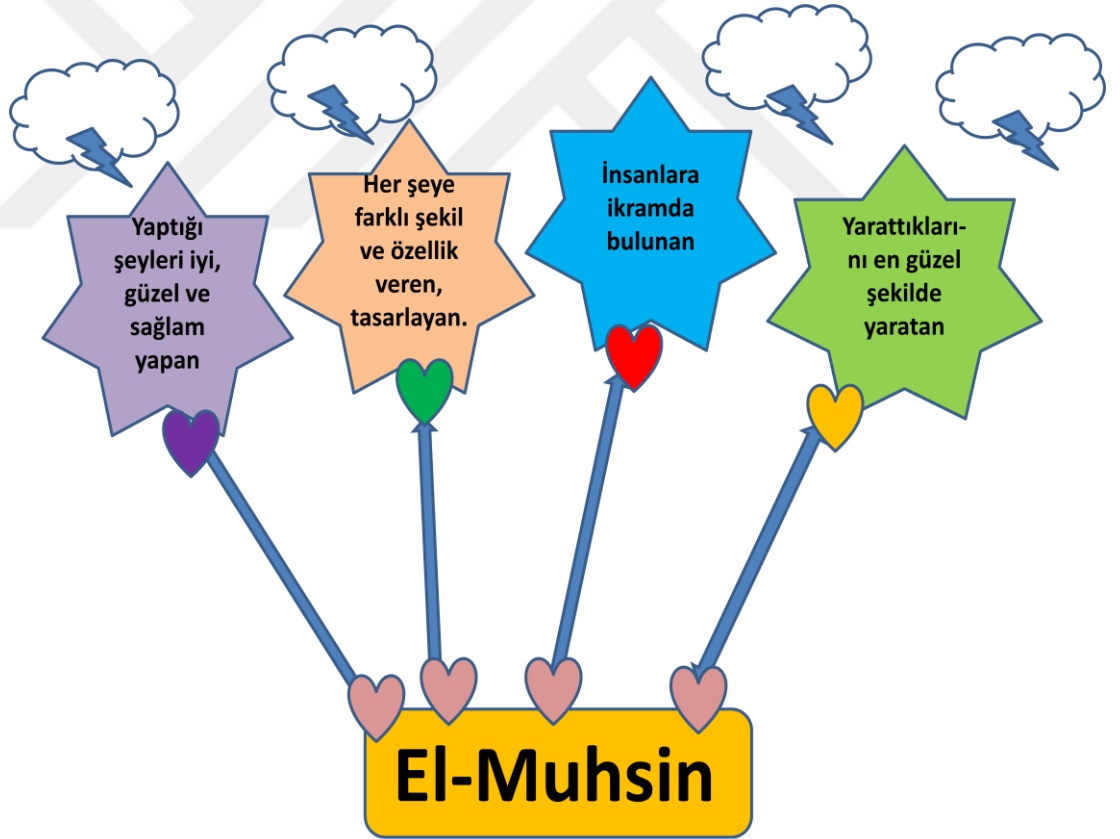 Yaptığı
şeyleri iyi,
güzel ve
sağlam
yapan
Her şeye
farklı şekil
ve özellik
veren,
tasarlayan.
İnsanlara
ikramda
bulunan
Yarattıkları-
nı en güzel
şekilde
yaratan
El-Muhsin